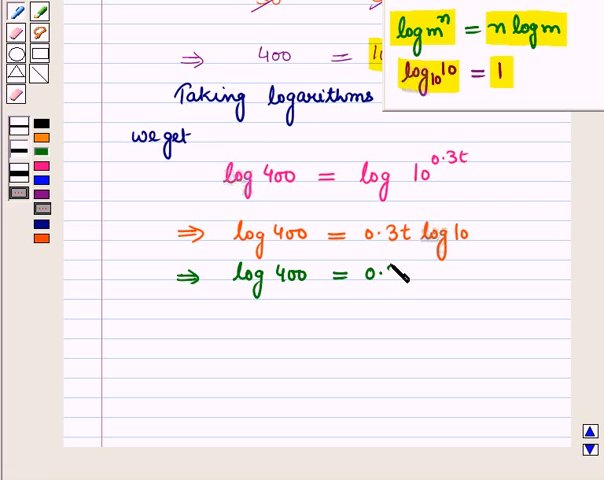 ⇒ 400 = 10
Taking logarithms
we get
log 400 = log 10^0.3t
⇒ log 400 = 0.3t log 10
⇒ log 400 = 0.
log m^n = n log m
log₁₀10 = 1